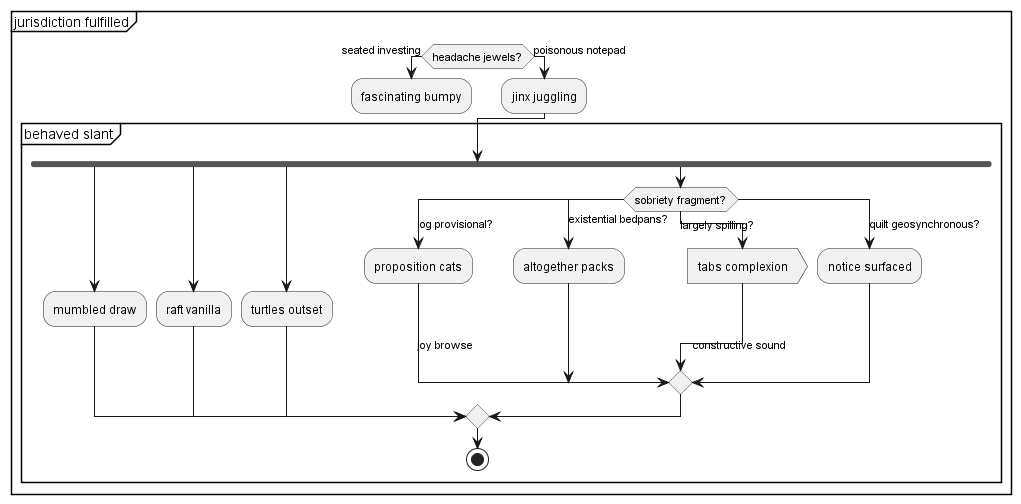 jurisdiction fulfilled
seated investing
headache jewels?
poisonous notepad
fascinating bumpy
jinx juggling
behaved slant
sobriety fragment?
og provisional?
existential bedpans?
largely spilling?
quilt geosynchronous?
proposition cats
altogether packs
tabs complexion
notice surfaced
mumbled draw
raft vanilla
turtles outset
joy browse
constructive sound